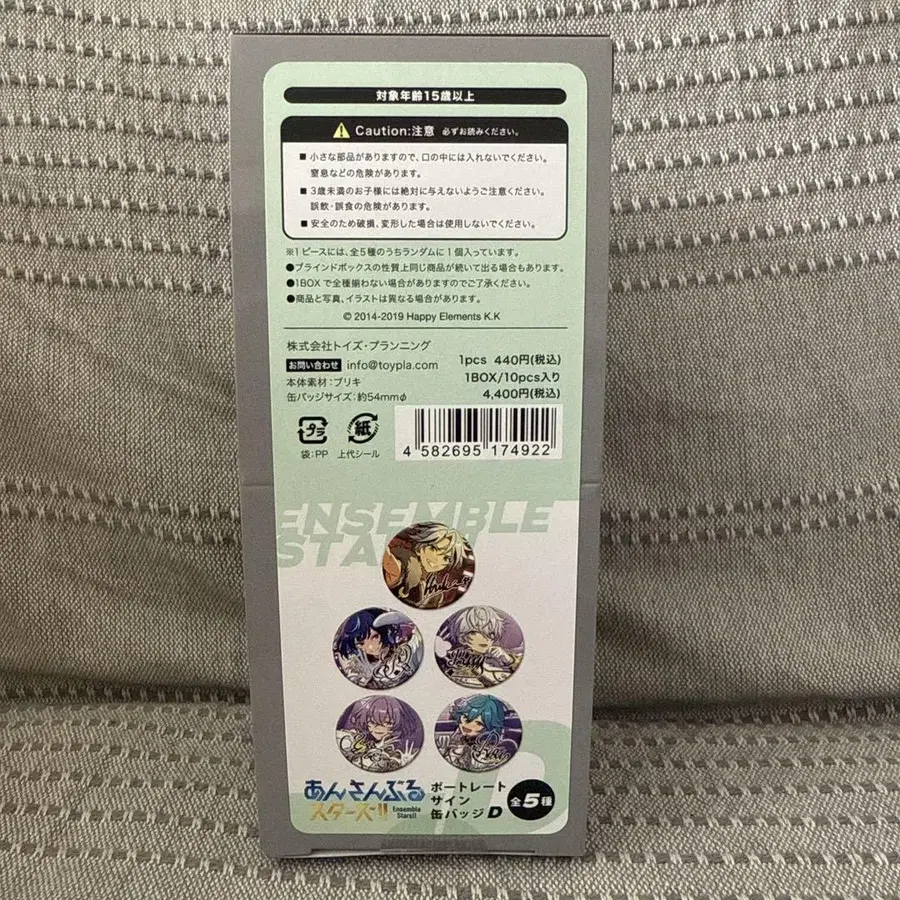 対象年齢15歳以上
Caution:注意 必ずお読みください。
■ 小さな部品がありますので、口の中には入れないでください。
窒息などの危険があります。
■ 3歳未満のお子様には絶対に与えないようご注意ください。
誤飲・誤食の危険があります。
■ 安全のため破損、変形した場合は使用しないでください。
※1ピースには、全5種のうちランダムに1個入っています。
●ブラインドボックスの性質上同じ商品が続いて出る場合もあります。
●1BOXで全種揃わない場合がありますのでご了承ください。
●商品と写真、イラストは異なる場合があります。
© 2014-2019 Happy Elements K.K
株式会社トイズ・プランニング
お問い合わせ info@toypla.com
本体素材：ブリキ
缶バッジサイズ：約54mmφ
1pcs 440円(税込)
1BOX/10pcs入り
4,400円(税込)
プラ 紙
袋：PP 上代シール
4 582695 174922
ENSEMBLE
あんさんぶる
スターズ!!
Ensemble
Stars!!
ポートレート
サイン
缶バッジ D
全5種